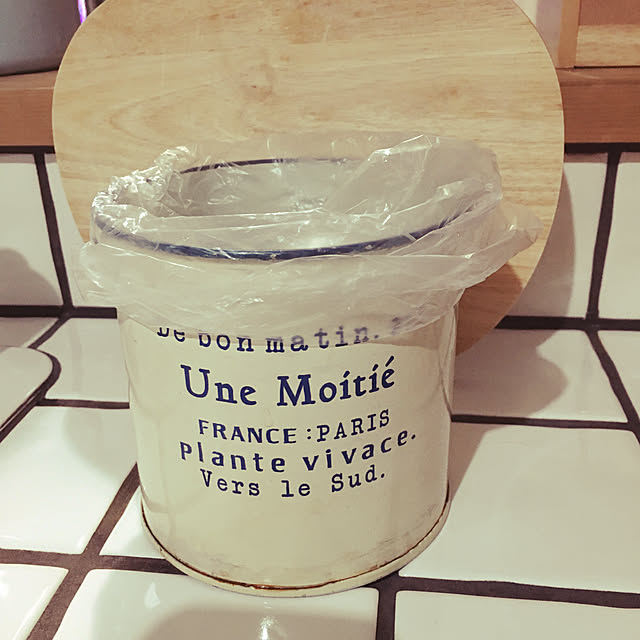 De bon matin.
Une Moitié
FRANCE:PARIS
Plante vivace.
Vers le Sud.